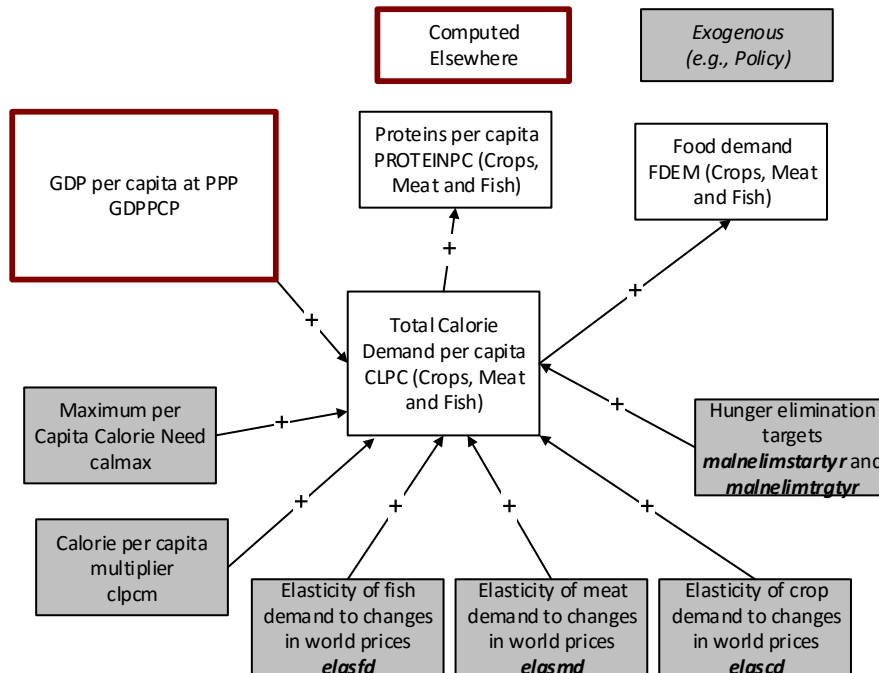 Computed
Elsewhere
Exogenous
(e.g., Policy)
GDP per capita at PPP
GDPPCP
Proteins per capita
PROTEINPC (Crops,
Meat and Fish)
Food demand
FDEM (Crops, Meat
and Fish)
+
+
+
Total Calorie
Demand per capita
CLPC (Crops, Meat
and Fish)
Maximum per
Capita Calorie Need
calmax
+
+
Hunger elimination
targets
malnelimstartyr and
malnelimtrgtyr
Calorie per capita
multiplier
clpcm
+
+
+
+
Elasticity of fish
demand to changes
in world prices
elasfd
Elasticity of meat
demand to changes
in world prices
elasmd
Elasticity of crop
demand to changes
in world prices
elascd